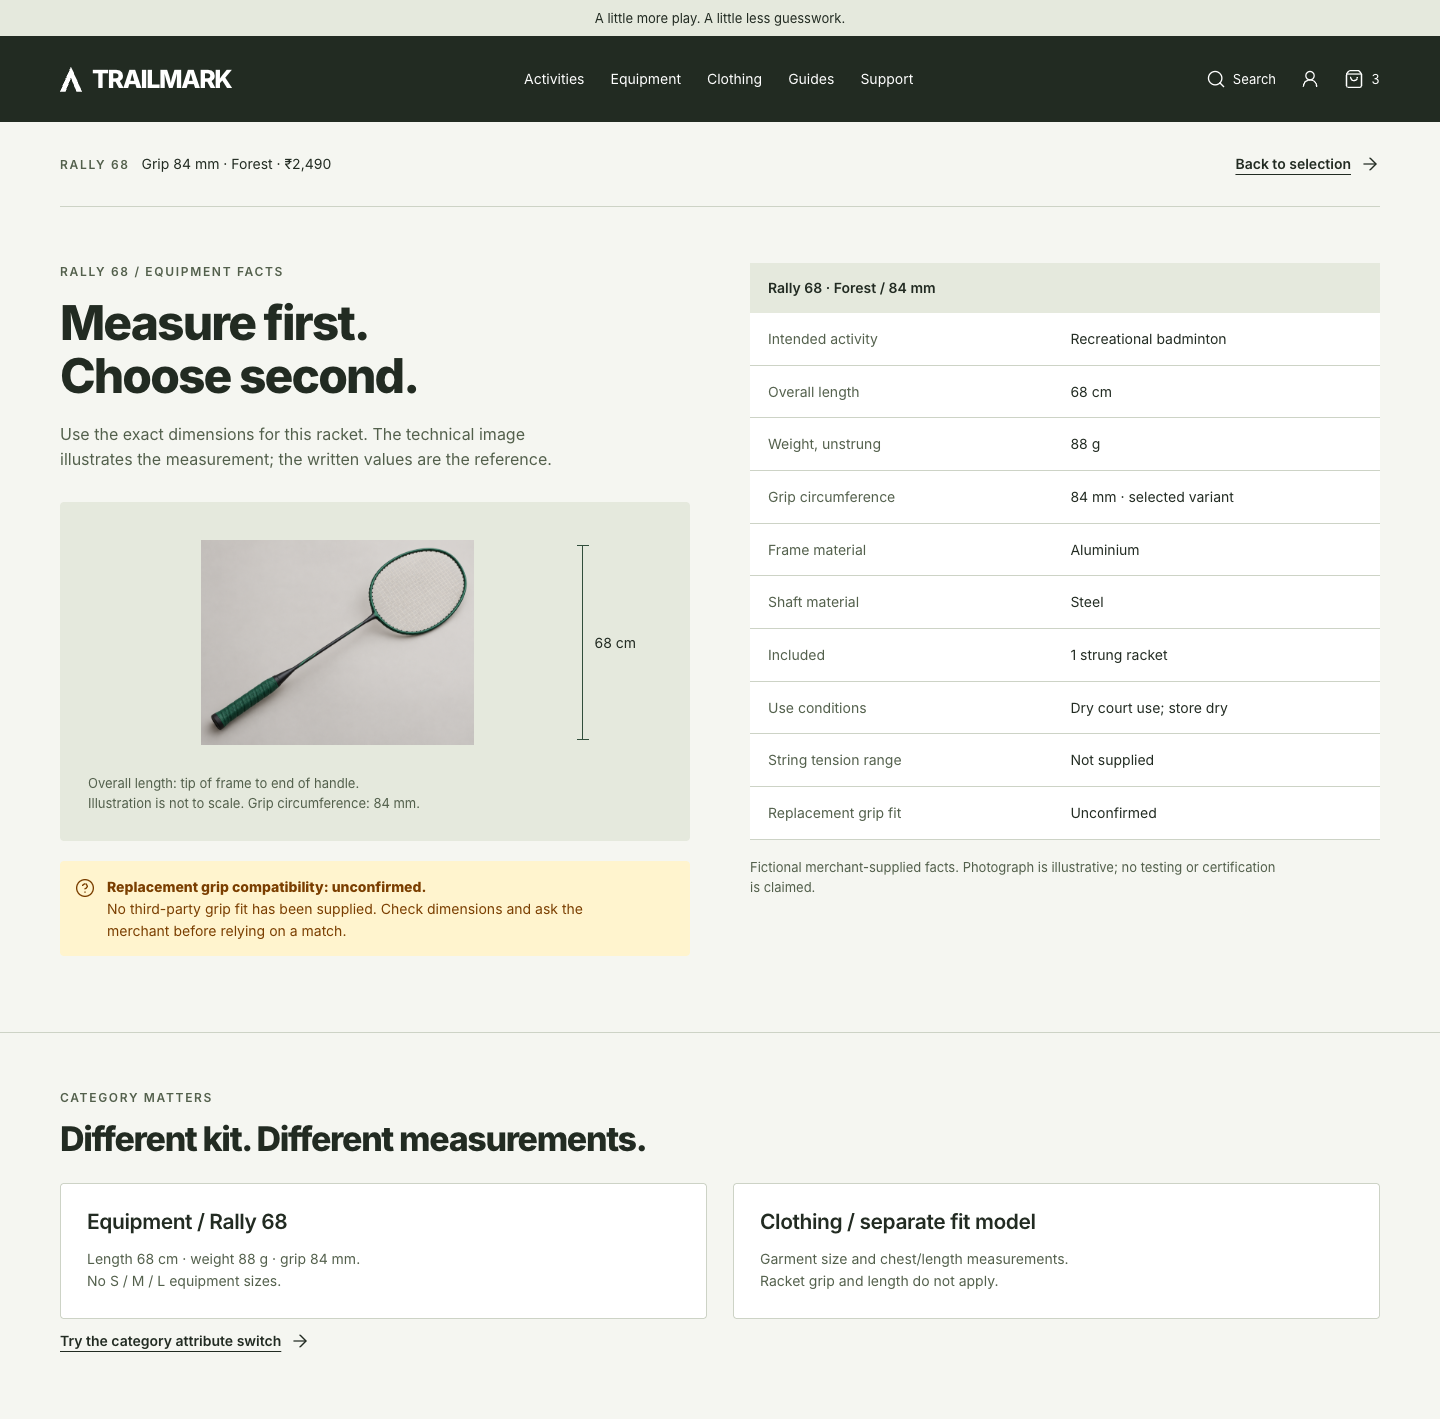 A little more play. A little less guesswork.
TRAILMARK
Activities Equipment Clothing Guides Support
Search 3
RALLY 68 Grip 84 mm · Forest · ₹2,490
Back to selection
RALLY 68 / EQUIPMENT FACTS
Measure first.
Choose second.
Use the exact dimensions for this racket. The technical image
illustrates the measurement; the written values are the reference.
68 cm
Overall length: tip of frame to end of handle.
Illustration is not to scale. Grip circumference: 84 mm.
Replacement grip compatibility: unconfirmed.
No third-party grip fit has been supplied. Check dimensions and ask the
merchant before relying on a match.
Rally 68 · Forest / 84 mm
Intended activity Recreational badminton
Overall length 68 cm
Weight, unstrung 88 g
Grip circumference 84 mm · selected variant
Frame material Aluminium
Shaft material Steel
Included 1 strung racket
Use conditions Dry court use; store dry
String tension range Not supplied
Replacement grip fit Unconfirmed
Fictional merchant-supplied facts. Photograph is illustrative; no testing or certification
is claimed.
CATEGORY MATTERS
Different kit. Different measurements.
Equipment / Rally 68
Length 68 cm · weight 88 g · grip 84 mm.
No S / M / L equipment sizes.
Clothing / separate fit model
Garment size and chest/length measurements.
Racket grip and length do not apply.
Try the category attribute switch